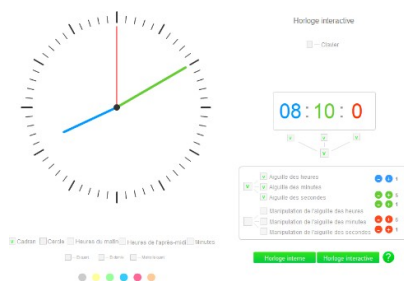 Horloge interactive
08:10:0
Aiguille des heures
Aiguille des minutes
Aiguille des secondes
Manipulation de l'aiguille des heures
Manipulation de l'aiguille des minutes
Manipulation de l'aiguille des secondes
Cadran Heures du matin Heures de l'après-midi Minutes
Horloge interne Horloge interactive ?